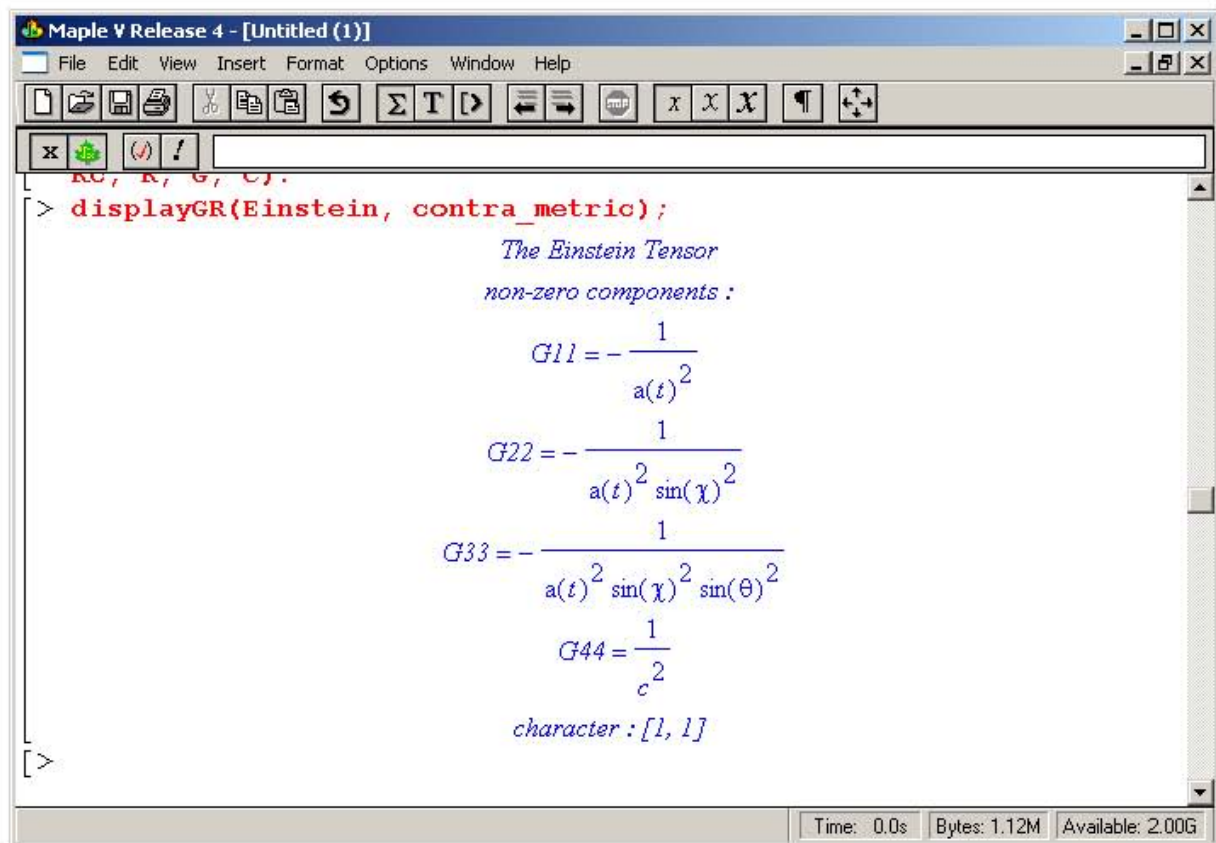 Maple V Release 4 - [Untitled (1)]
File Edit View Insert Format Options Window Help
RC, R, G, C).
> displayGR(Einstein, contra_metric);
The Einstein Tensor
non-zero components :
G11 = - 1 / a(t)^2
G22 = - 1 / a(t)^2 sin(χ)^2
G33 = - 1 / a(t)^2 sin(χ)^2 sin(θ)^2
G44 = 1 / c^2
character : [1, 1]
>
Time: 0.0s Bytes: 1.12M Available: 2.00G